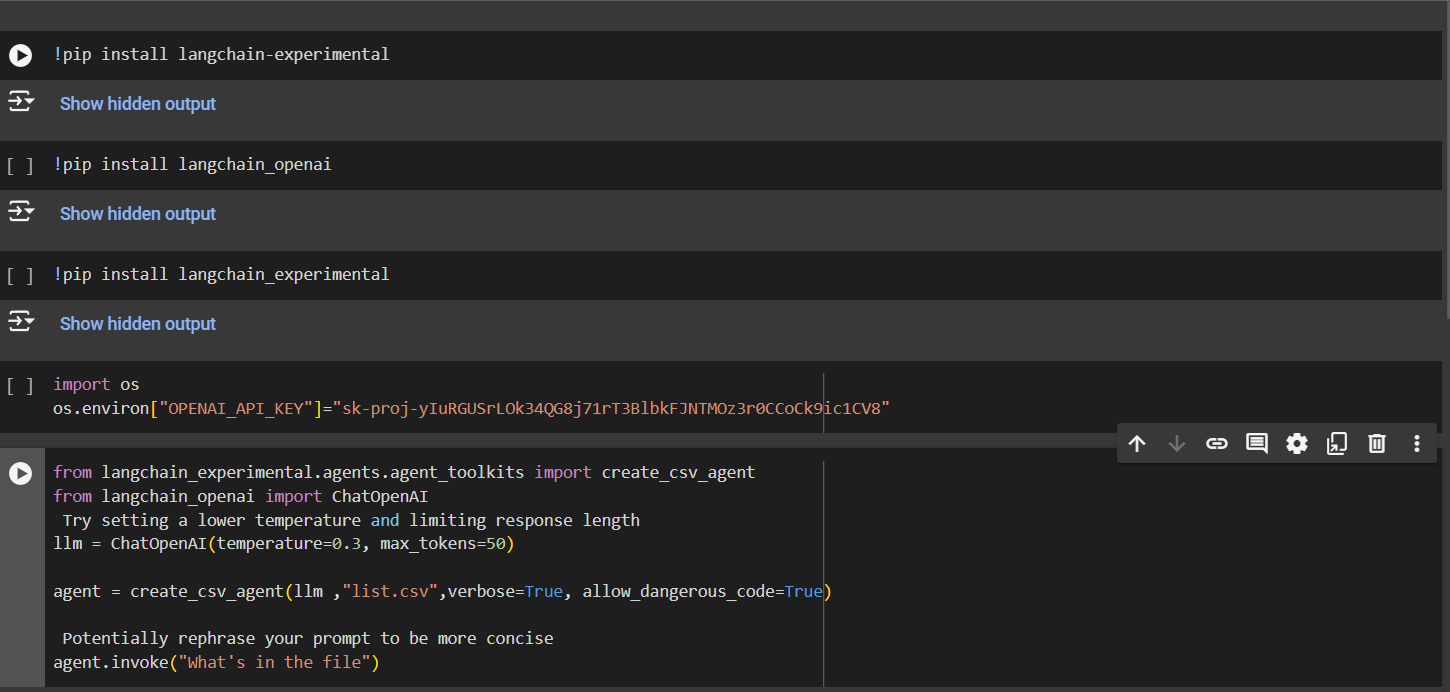 !pip install langchain-experimental
Show hidden output
[ ] !pip install langchain_openai
Show hidden output
[ ] !pip install langchain_experimental
Show hidden output
[ ] import os
os.environ["OPENAI_API_KEY"]="sk-proj-yIuRGUSrLOk34QG8j71rT3BlbkFJNTMOz3r0CCoCk9ic1CV8"
from langchain_experimental.agents.agent_toolkits import create_csv_agent
from langchain_openai import ChatOpenAI
 Try setting a lower temperature and limiting response length
llm = ChatOpenAI(temperature=0.3, max_tokens=50)
agent = create_csv_agent(llm ,"list.csv",verbose=True, allow_dangerous_code=True)
 Potentially rephrase your prompt to be more concise
agent.invoke("What's in the file")